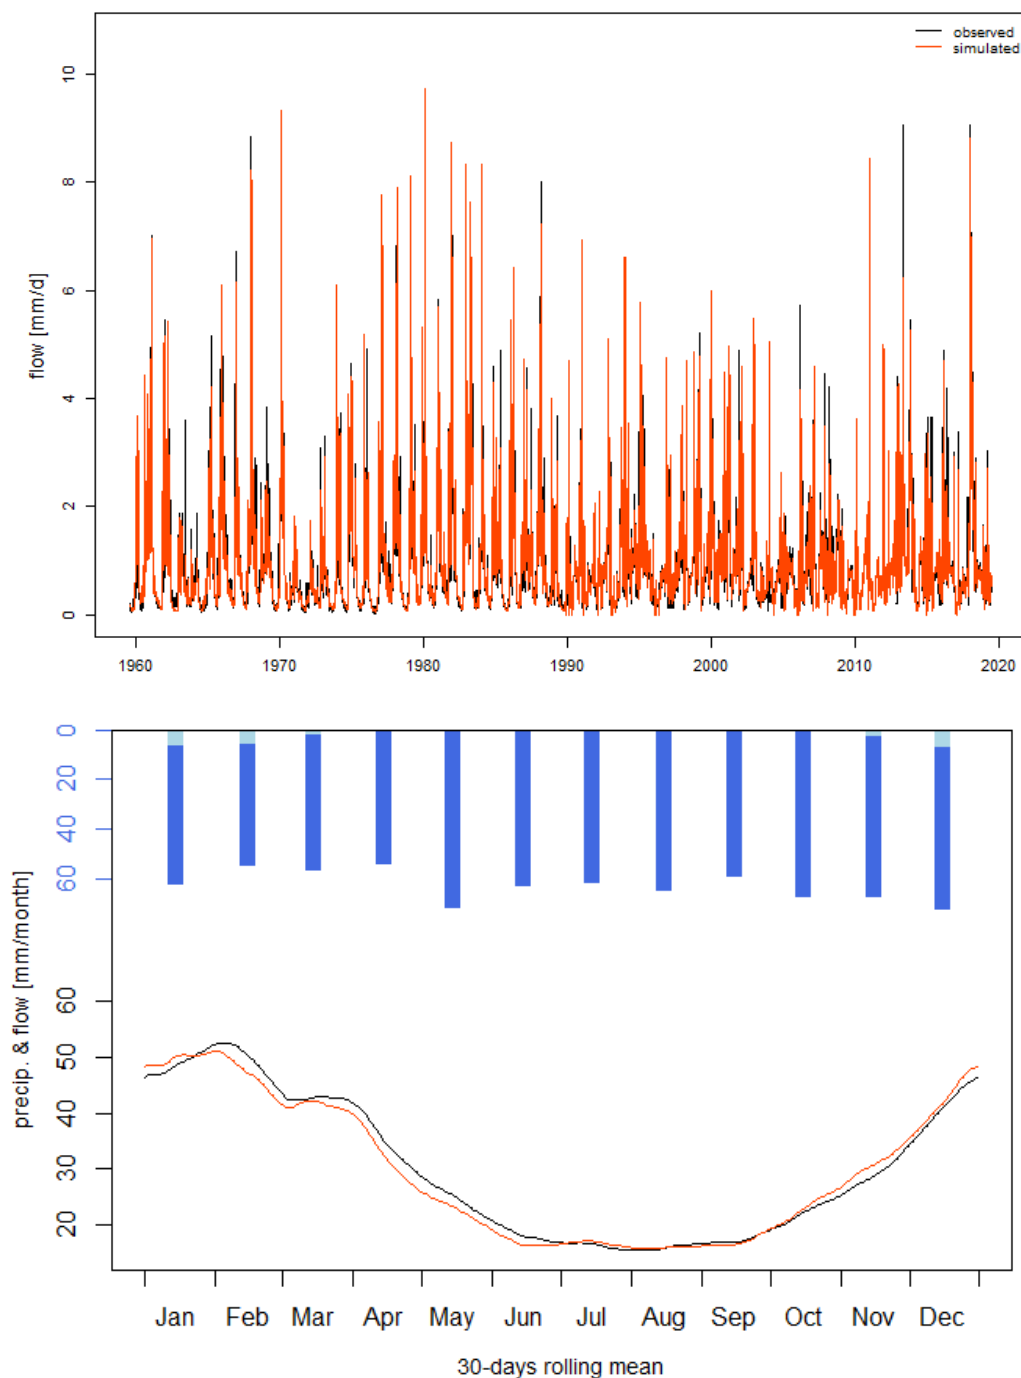 observed
simulated
10
8
6
4
2
0
flow [mm/d]
1960 1970 1980 1990 2000 2010 2020
0
20
40
60
60
50
40
30
20
precip. & flow [mm/month]
Jan Feb Mar Apr May Jun Jul Aug Sep Oct Nov Dec
30-days rolling mean